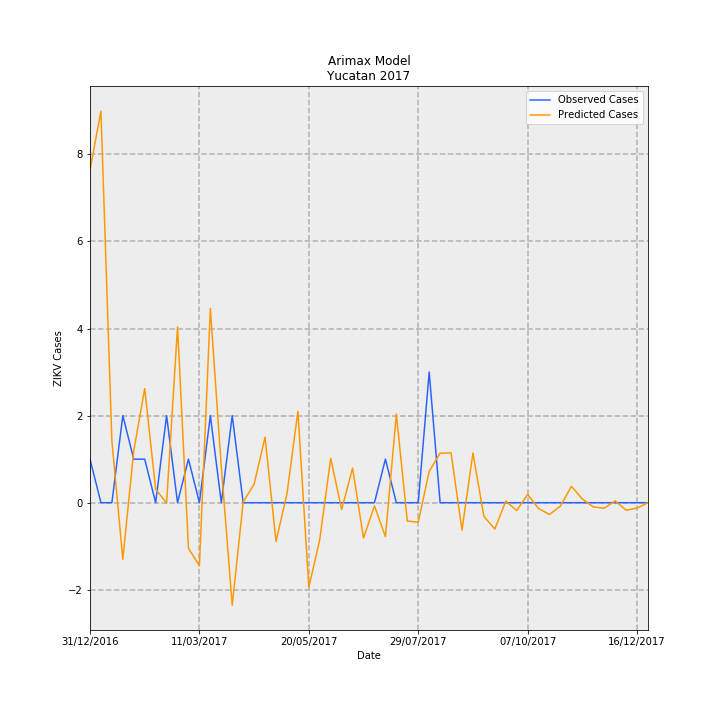 Arimax Model
Yucatan 2017
Observed Cases
Predicted Cases
ZIKV Cases
8
6
4
2
0
−2
31/12/2016
11/03/2017
20/05/2017
29/07/2017
07/10/2017
16/12/2017
Date